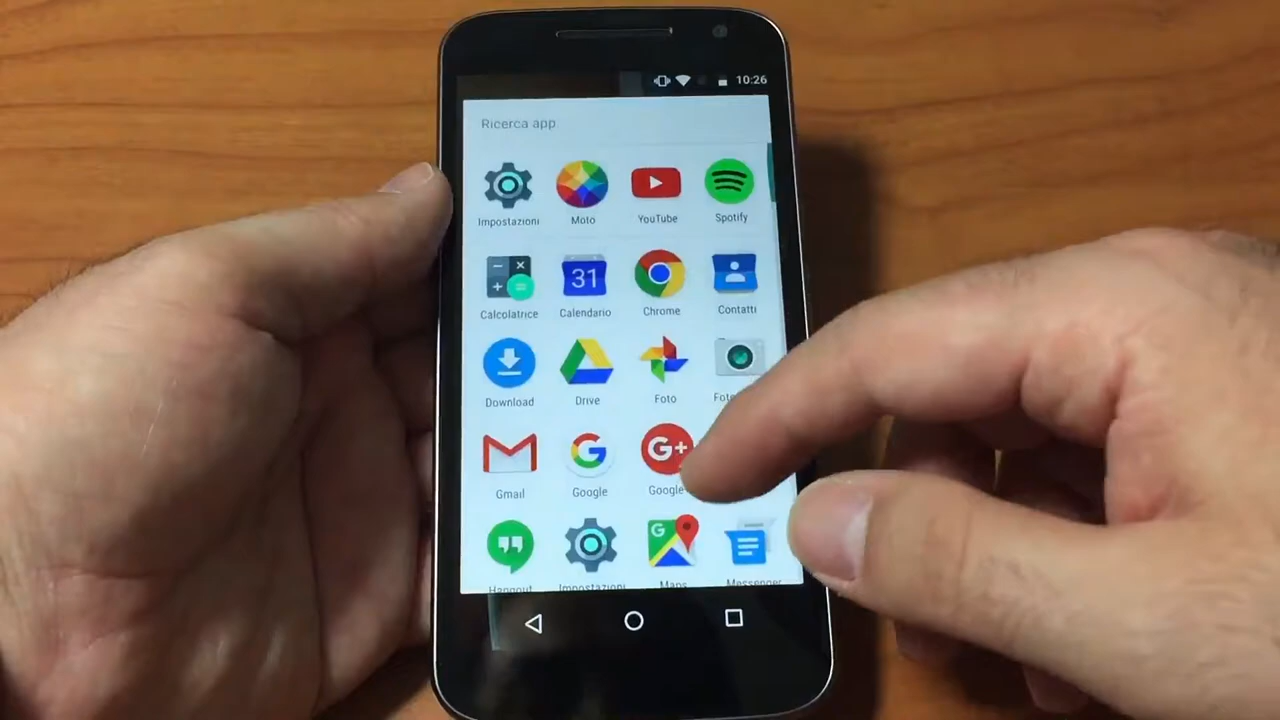 10:26
Ricerca app
Impostazioni Moto YouTube Spotify
31
Calcolatrice Calendario Chrome Contatti
Download Drive Foto
G+
Gmail Google Google
G
Hangout Impostazioni Maps Messenger